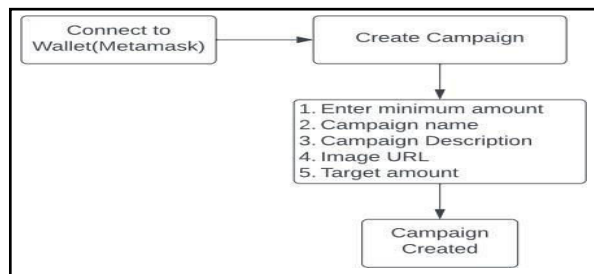 Connect to
Wallet(Metamask)
Create Campaign
1. Enter minimum amount
2. Campaign name
3. Campaign Description
4. Image URL
5. Target amount
Campaign
Created